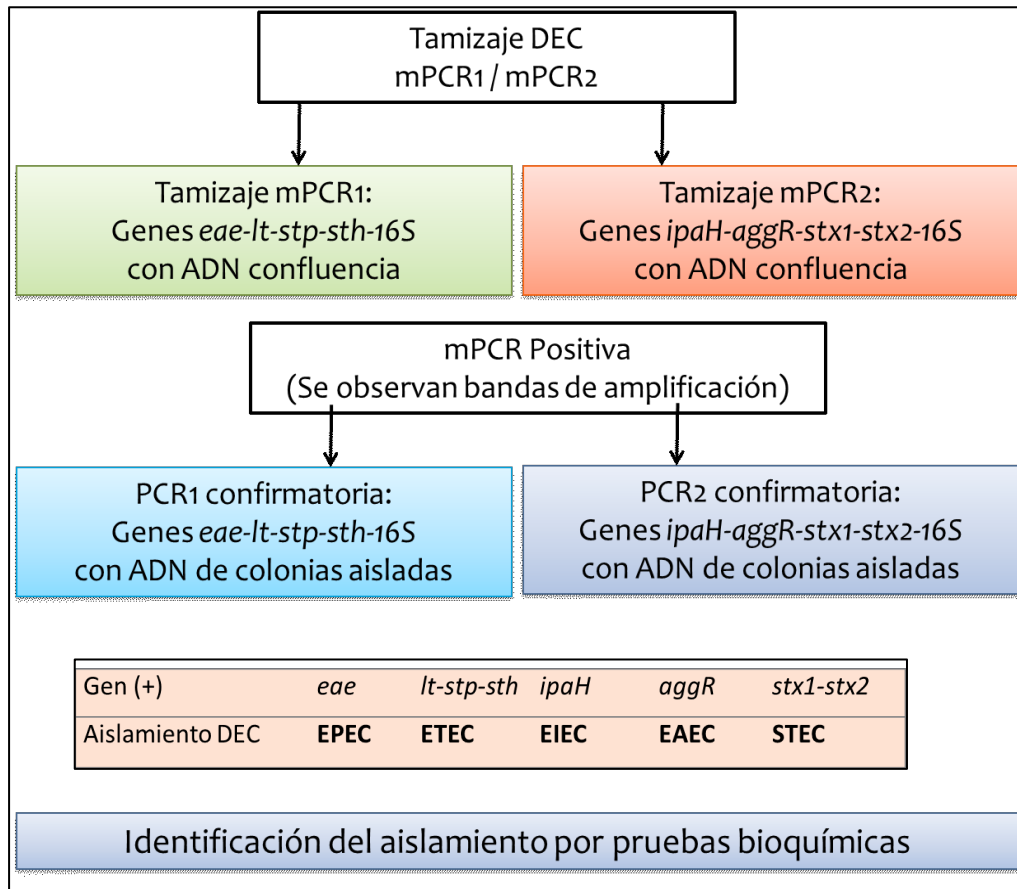 Tamizaje DEC
mPCR1 / mPCR2
Tamizaje mPCR1:
Genes eae-lt-stp-sth-16S
con ADN confluencia
Tamizaje mPCR2:
Genes ipaH-aggR-stx1-stx2-16S
con ADN confluencia
mPCR Positiva
(Se observan bandas de amplificación)
PCR1 confirmatoria:
Genes eae-lt-stp-sth-16S
con ADN de colonias aisladas
PCR2 confirmatoria:
Genes ipaH-aggR-stx1-stx2-16S
con ADN de colonias aisladas
Gen (+) eae lt-stp-sth ipaH aggR stx1-stx2
Aislamiento DEC EPEC ETEC EIEC EAEC STEC
Identificación del aislamiento por pruebas bioquímicas